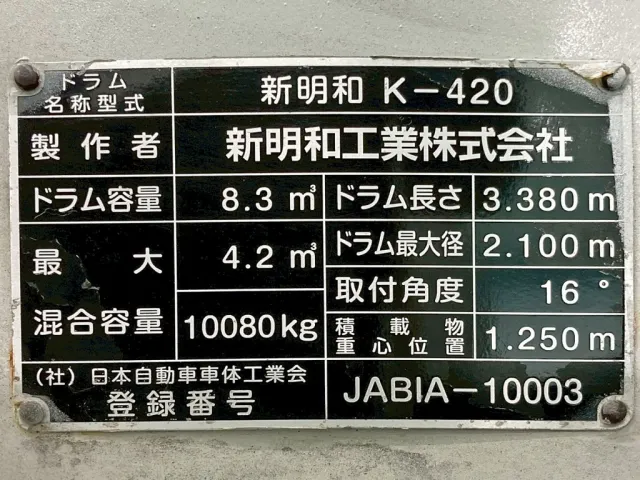 ドラム
名称型式
新明和 K-420
製作者
新明和工業株式会社
ドラム容量
8.3 m³
ドラム長さ
3.380 m
最大
混合容量
4.2 m³
10080kg
ドラム最大径
2.100 m
取付角度
16°
積載物
重心位置
1.250 m
(社)日本自動車車体工業会
登録番号
JABIA-10003